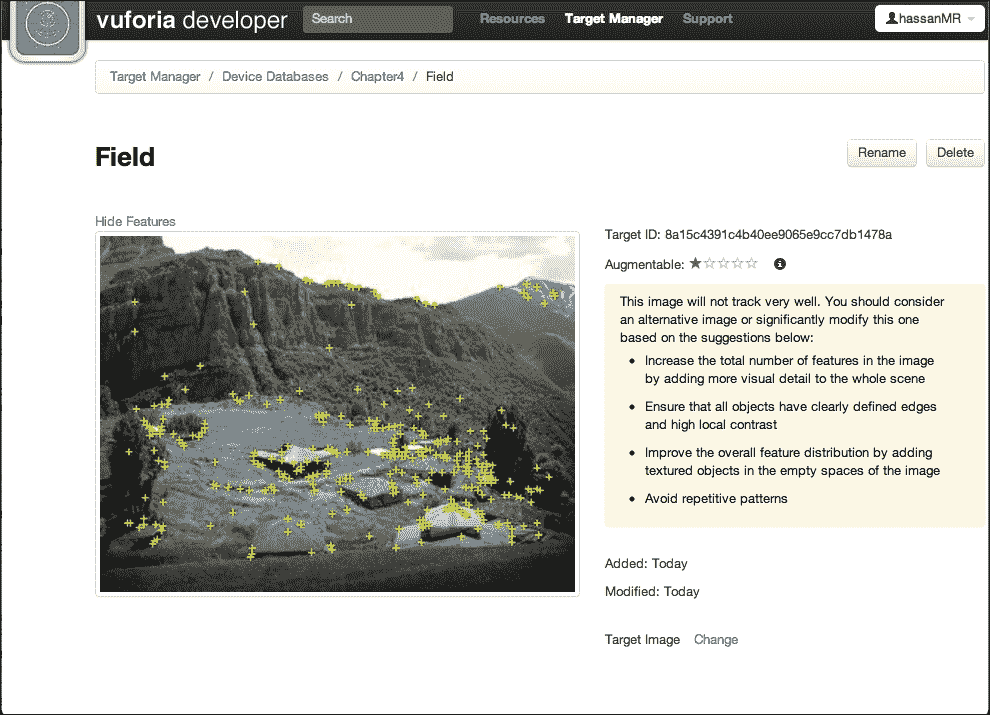 vuforia developer Search Resources Target Manager Support hassanMR
Target Manager / Device Databases / Chapter4 / Field
Field
Rename Delete
Hide Features
Target ID: 8a15c4391c4b40ee9065e9cc7db1478a
Augmentable:
This image will not track very well. You should consider
an alternative image or significantly modify this one
based on the suggestions below:
• Increase the total number of features in the image
by adding more visual detail to the whole scene
• Ensure that all objects have clearly defined edges
and high local contrast
• Improve the overall feature distribution by adding
textured objects in the empty spaces of the image
• Avoid repetitive patterns
Added: Today
Modified: Today
Target Image Change